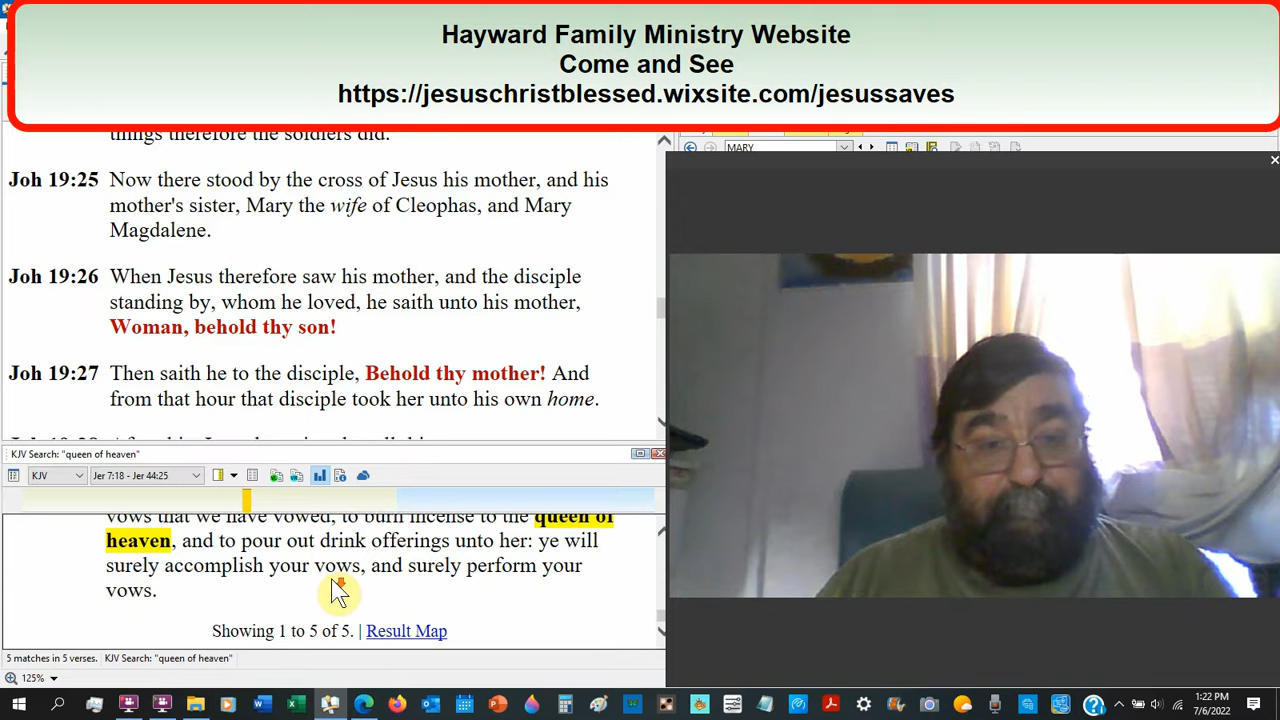 Hayward Family Ministry Website
Come and See
https://jesuschristblessed.wixsite.com/jesussaves
things therefore the soldiers did.
MARY
Joh 19:25 Now there stood by the cross of Jesus his mother, and his
mother's sister, Mary the wife of Cleophas, and Mary
Magdalene.
Joh 19:26 When Jesus therefore saw his mother, and the disciple
standing by, whom he loved, he saith unto his mother,
Woman, behold thy son!
Joh 19:27 Then saith he to the disciple, Behold thy mother! And
from that hour that disciple took her unto his own home.
KJV Search: "queen of heaven"
KJV Jer 7:18 - Jer 44:25
vows that we have vowed, to burn incense to the queen of
heaven, and to pour out drink offerings unto her: ye will
surely accomplish your vows, and surely perform your
vows.
Showing 1 to 5 of 5. | Result Map
5 matches in 5 verses. KJV Search: "queen of heaven"
125%
1:22 PM
7/6/2022